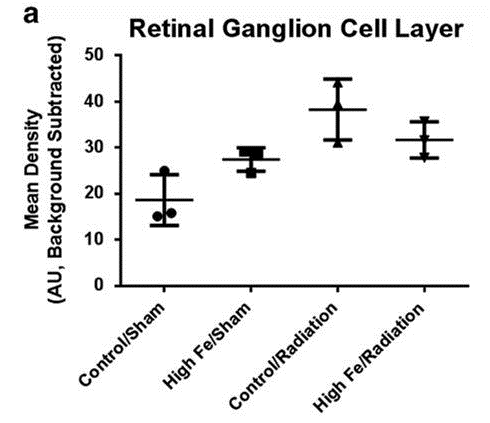 a
Retinal Ganglion Cell Layer
Mean Density
(AU, Background Subtracted)
50
40
30
20
10
0
Control/Sham
High Fe/Sham
Control/Radiation
High Fe/Radiation